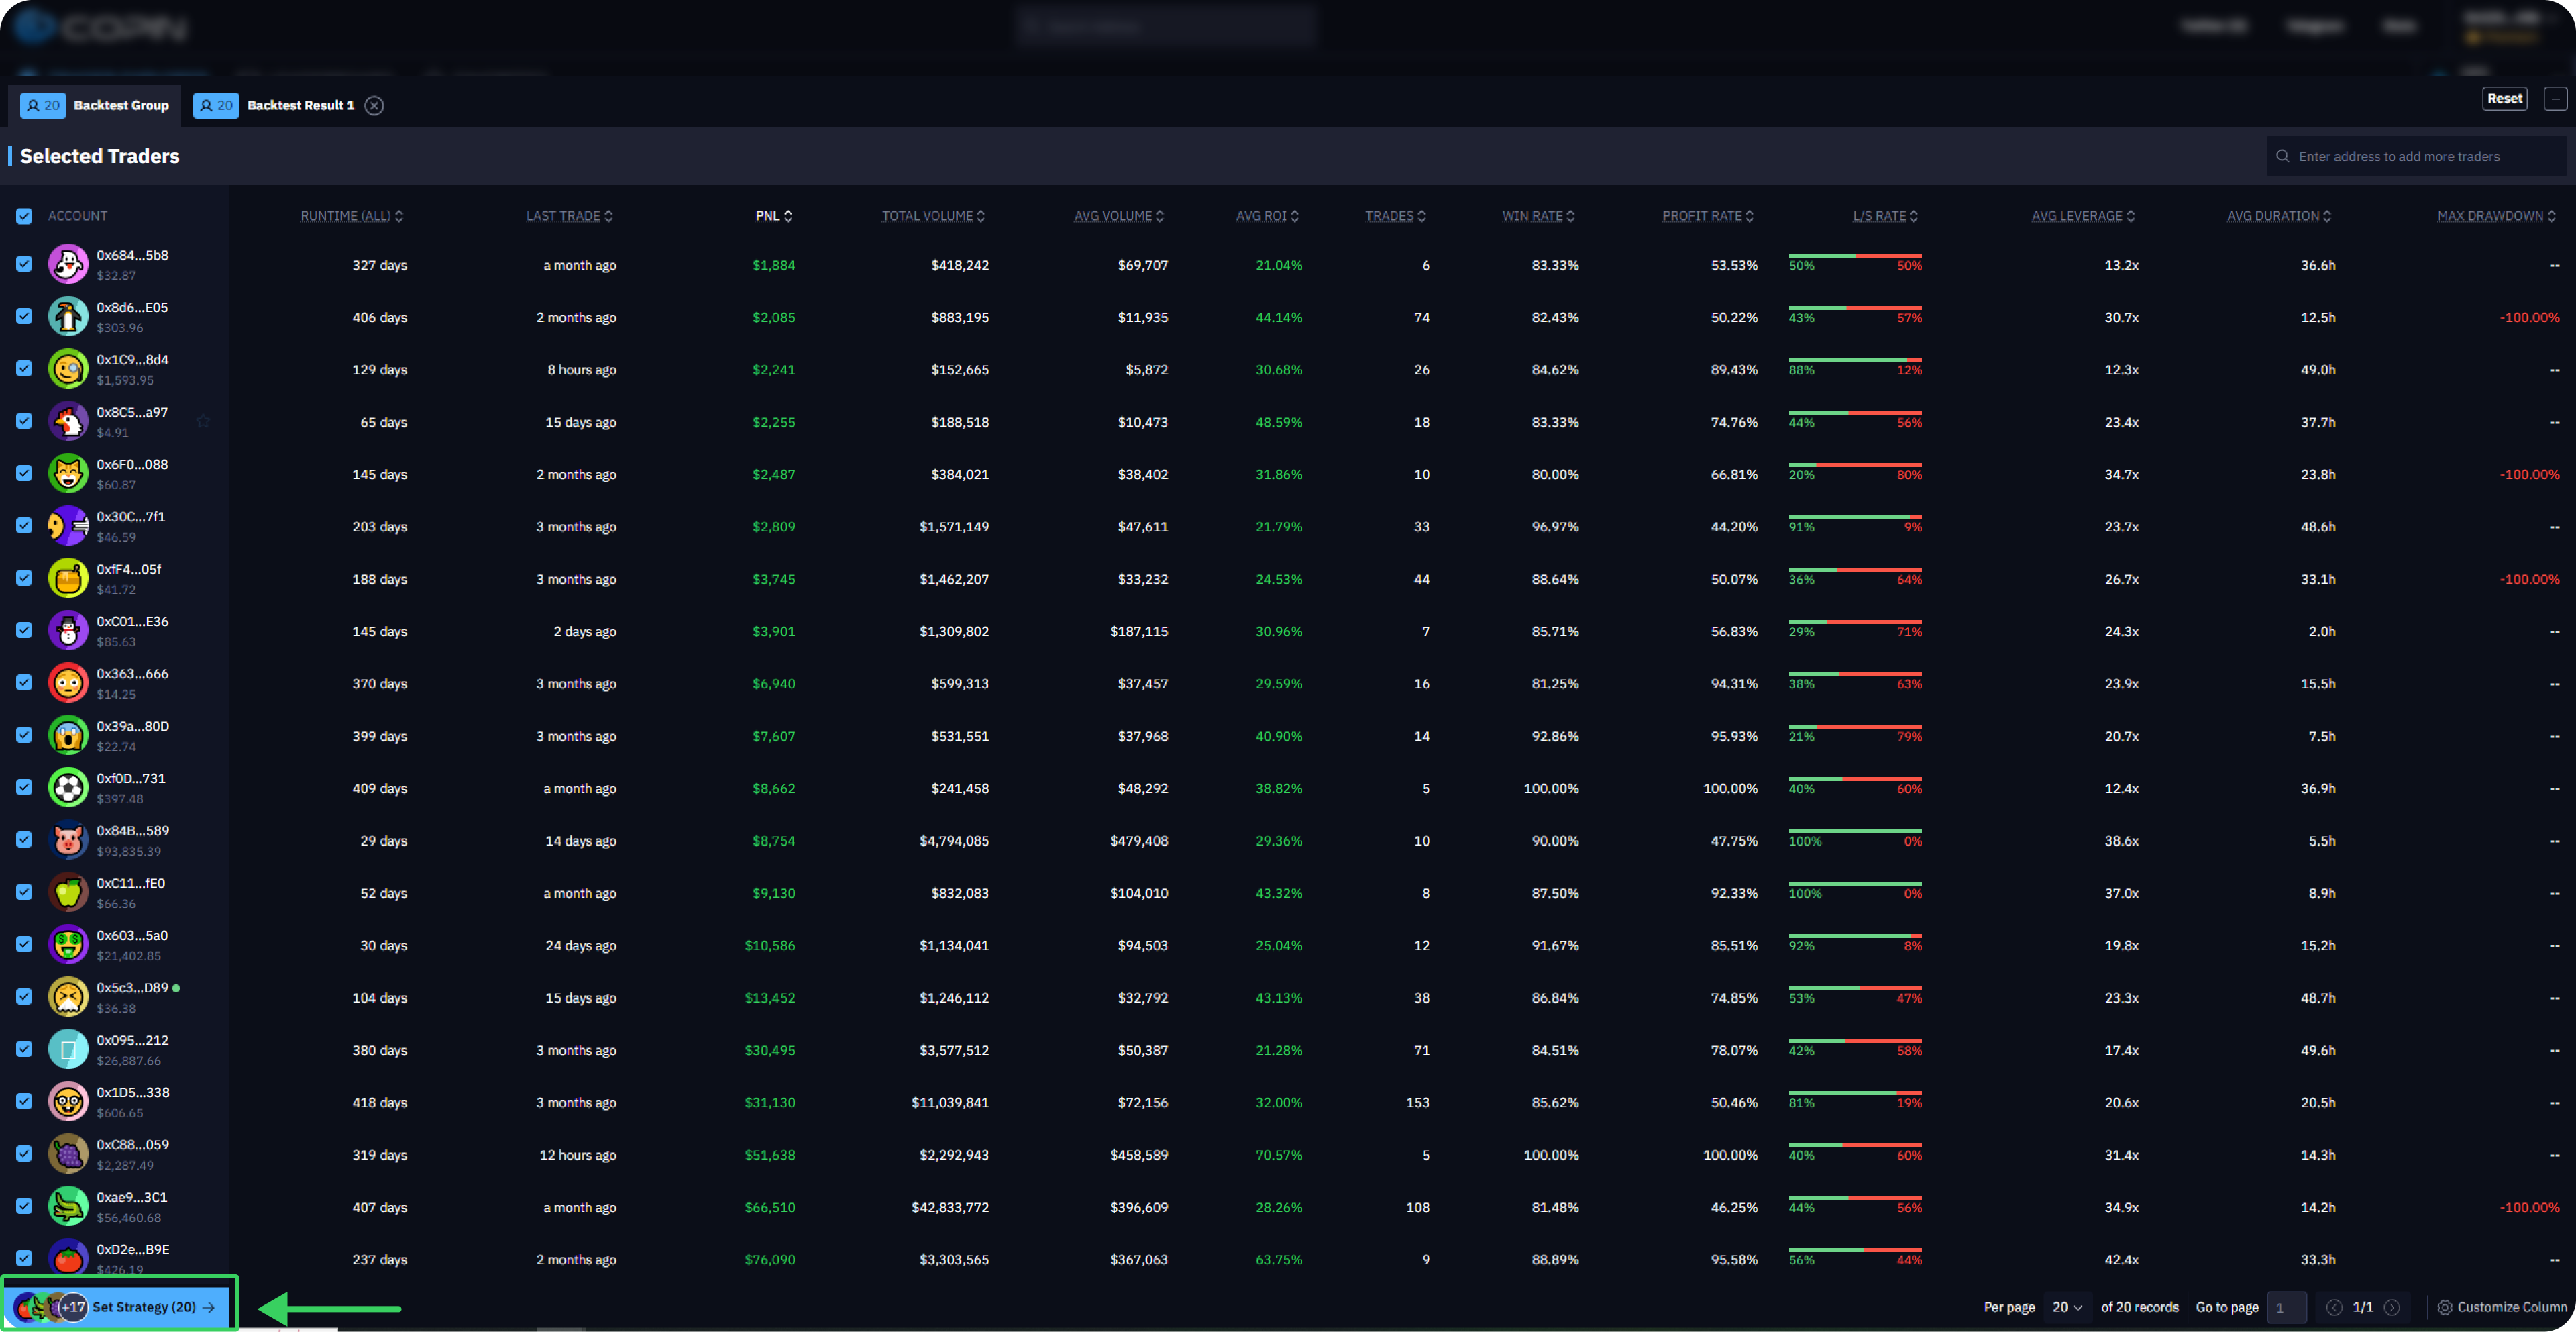 COPIN
20 Backtest Group 20 Backtest Result 1 Reset
Selected Traders Enter address to add more traders
ACCOUNT RUNTIME (ALL) LAST TRADE PNL TOTAL VOLUME AVG VOLUME AVG ROI TRADES WIN RATE PROFIT RATE L/S RATE AVG LEVERAGE AVG DURATION MAX DRAWDOWN
0x684...5b8 327 days a month ago $1,884 $418,242 $69,707 21.04% 6 83.33% 53.53% 50% 50% 13.2x 36.6h --
$32.87
0x8d6...E05 406 days 2 months ago $2,085 $883,195 $11,935 44.14% 74 82.43% 50.22% 43% 57% 30.7x 12.5h -100.00%
$303.96
0x1C9...8d4 129 days 8 hours ago $2,241 $152,665 $5,872 30.68% 26 84.62% 89.43% 88% 12% 12.3x 49.0h --
$1,593.95
0x8C5...a97 65 days 15 days ago $2,255 $188,518 $10,473 48.59% 18 83.33% 74.76% 44% 56% 23.4x 37.7h --
$4.91
0x6F0...088 145 days 2 months ago $2,487 $384,021 $38,402 31.86% 10 80.00% 66.81% 20% 80% 34.7x 23.8h -100.00%
$60.87
0x30C...7f1 203 days 3 months ago $2,809 $1,571,149 $47,611 21.79% 33 96.97% 44.20% 91% 9% 23.7x 48.6h --
$46.59
0xfF4...05f 188 days 3 months ago $3,745 $1,462,207 $33,232 24.53% 44 88.64% 50.07% 36% 64% 26.7x 33.1h -100.00%
$41.72
0xC01...E36 145 days 2 days ago $3,901 $1,309,802 $187,115 30.96% 7 85.71% 56.83% 29% 71% 24.3x 2.0h --
$85.63
0x363...666 370 days 3 months ago $6,940 $599,313 $37,457 29.59% 16 81.25% 94.31% 38% 63% 23.9x 15.5h --
$14.25
0x39a...80D 399 days 3 months ago $7,607 $531,551 $37,968 40.90% 14 92.86% 95.93% 21% 79% 20.7x 7.5h --
$22.74
0xf0D...731 409 days a month ago $8,662 $241,458 $48,292 38.82% 5 100.00% 100.00% 40% 60% 12.4x 36.9h --
$397.48
0x84B...589 29 days 14 days ago $8,754 $4,794,085 $479,408 29.36% 10 90.00% 47.75% 100% 0% 38.6x 5.5h --
$93,835.39
0xC11...fE0 52 days a month ago $9,130 $832,083 $104,010 43.32% 8 87.50% 92.33% 100% 0% 37.0x 8.9h --
$66.36
0x603...5a0 30 days 24 days ago $10,586 $1,134,041 $94,503 25.04% 12 91.67% 85.51% 92% 8% 19.8x 15.2h --
$21,402.85
0x5c3...D89 104 days 15 days ago $13,452 $1,246,112 $32,792 43.13% 38 86.84% 74.85% 53% 47% 23.3x 48.7h --
$36.38
0x095...212 380 days 3 months ago $30,495 $3,577,512 $50,387 21.28% 71 84.51% 78.07% 42% 58% 17.4x 49.6h --
$26,887.66
0x1D5...338 418 days 3 months ago $31,130 $11,039,841 $72,156 32.00% 153 85.62% 50.46% 81% 19% 20.6x 20.5h --
$606.65
0xC88...059 319 days 12 hours ago $51,638 $2,292,943 $458,589 70.57% 5 100.00% 100.00% 40% 60% 31.4x 14.3h --
$2,287.49
0xae9...3C1 407 days a month ago $66,510 $42,833,772 $396,609 28.26% 108 81.48% 46.25% 44% 56% 34.9x 14.2h -100.00%
$56,460.68
0xD2e...B9E 237 days 2 months ago $76,090 $3,303,565 $367,063 63.75% 9 88.89% 95.58% 56% 44% 42.4x 33.3h --
$426.19
+17 Set Strategy (20) → Per page 20 of 20 records Go to page 1 1/1 Customize Column